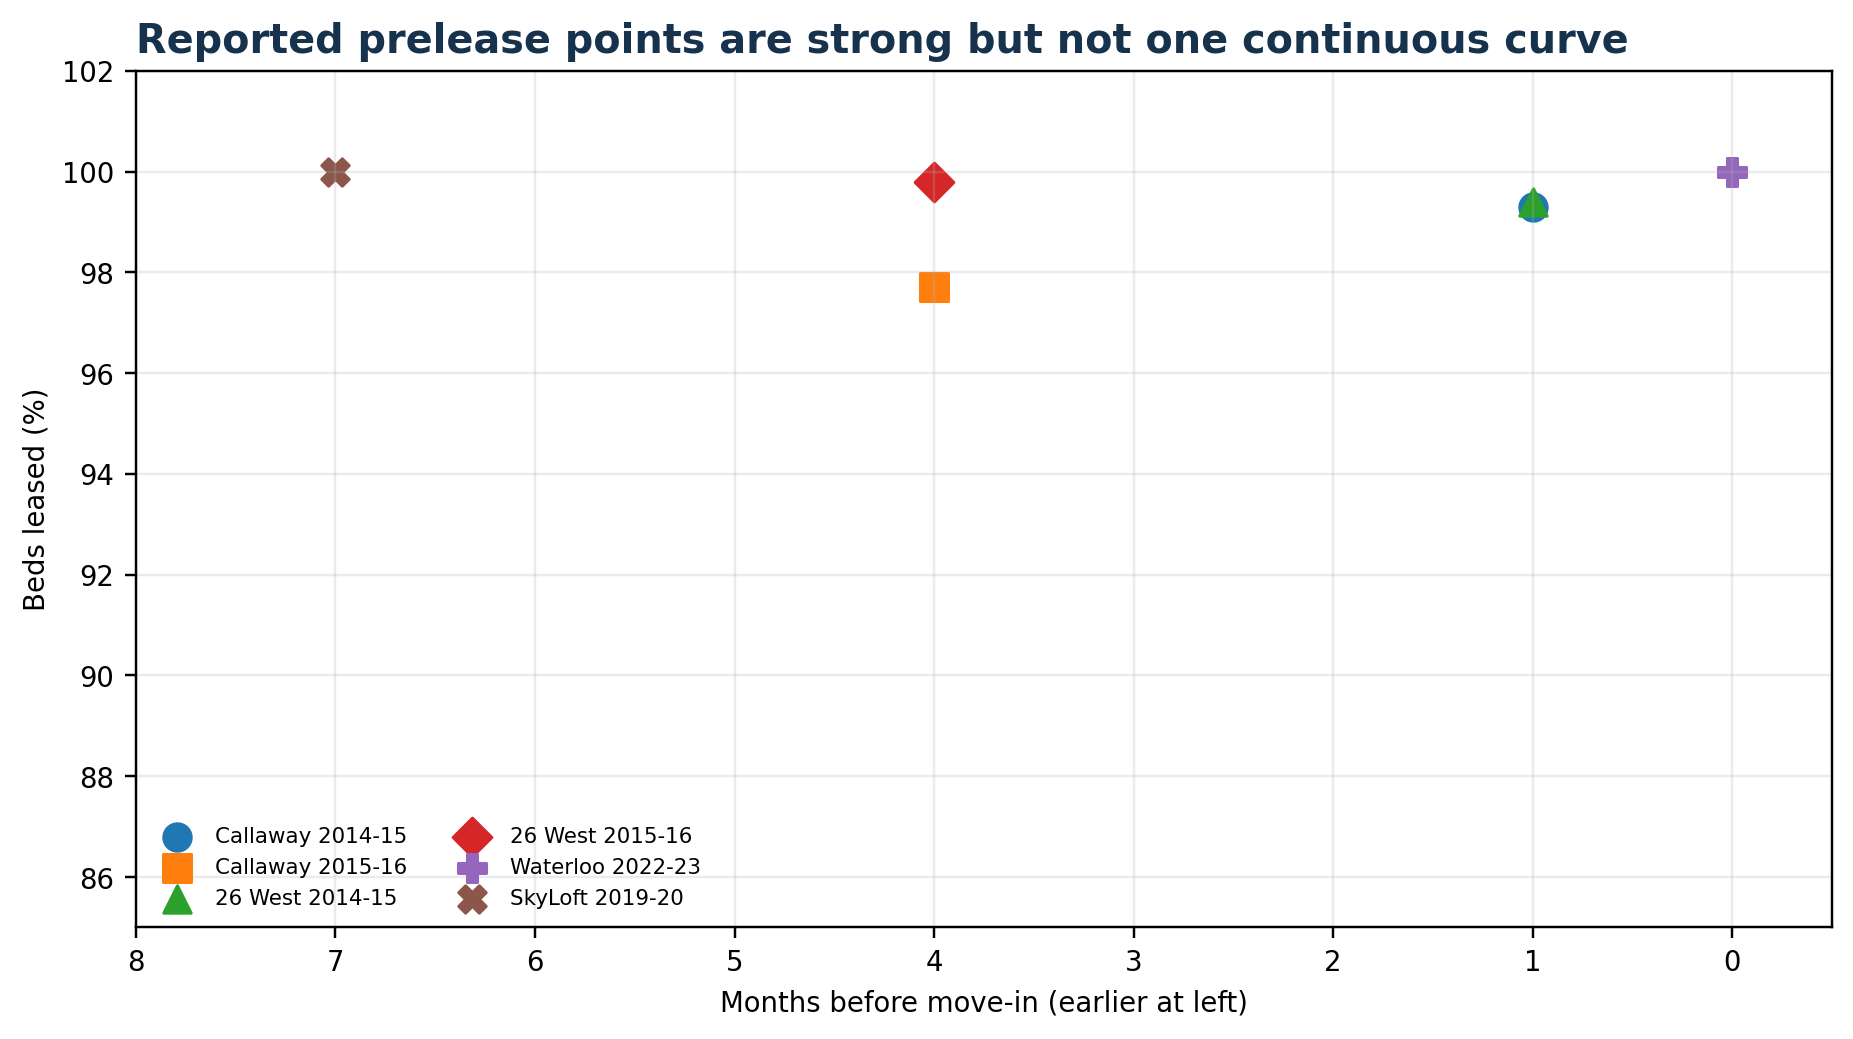 Reported prelease points are strong but not one continuous curve
102
100
98
96
94
92
90
88
86
Beds leased (%)
Callaway 2014-15
Callaway 2015-16
26 West 2014-15
26 West 2015-16
Waterloo 2022-23
SkyLoft 2019-20
8 7 6 5 4 3 2 1 0
Months before move-in (earlier at left)